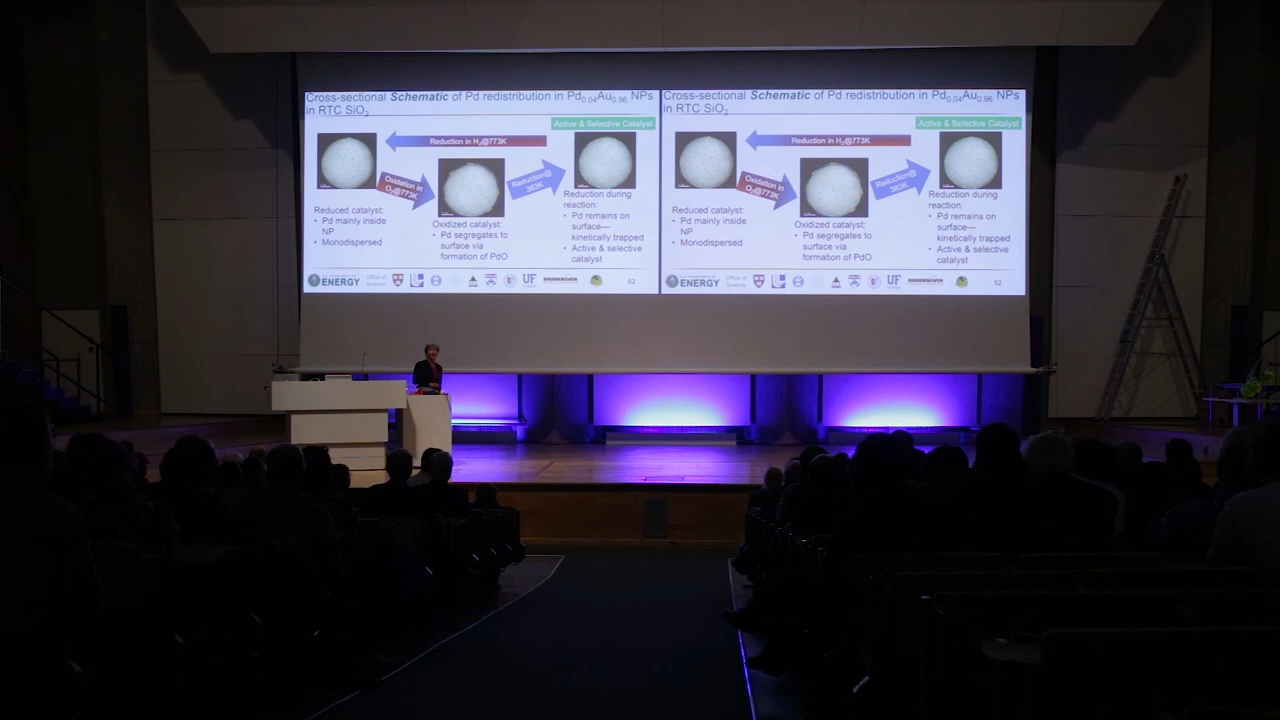 Cross-sectional Schematic of Pd redistribution in Pd0.04Au0.96 NPs
in RTC SiO2
Active & Selective Catalyst
Reduction in H2@773K
Oxidation in
O2@773K
Reduction@
383K
Reduced catalyst:
• Pd mainly inside
NP
• Monodispersed
Oxidized catalyst:
• Pd segregates to
surface via
formation of PdO
Reduction during
reaction:
• Pd remains on
surface—
kinetically trapped
• Active & selective
catalyst
ENERGY
Office of
Science
UF
BROOKHAVEN
52
Cross-sectional Schematic of Pd redistribution in Pd0.04Au0.96 NPs
in RTC SiO2
Active & Selective Catalyst
Reduction in H2@773K
Oxidation in
O2@773K
Reduction@
383K
Reduced catalyst:
• Pd mainly inside
NP
• Monodispersed
Oxidized catalyst:
• Pd segregates to
surface via
formation of PdO
Reduction during
reaction:
• Pd remains on
surface—
kinetically trapped
• Active & selective
catalyst
ENERGY
Office of
Science
UF
BROOKHAVEN
52